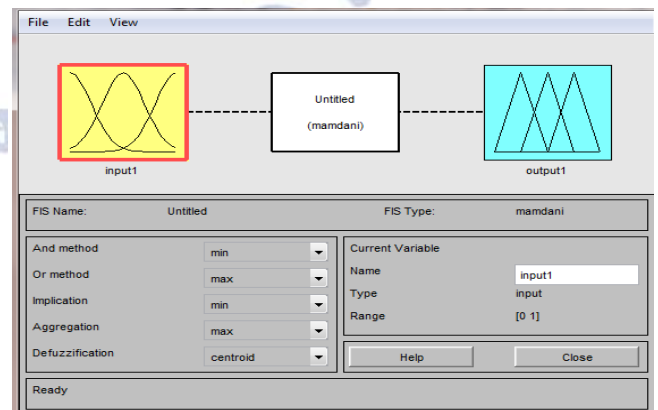 File Edit View
Untitled
(mamdani)
input1
output1
FIS Name: Untitled FIS Type: mamdani
And method min
Or method max
Implication min
Aggregation max
Defuzzification centroid
Current Variable
Name input1
Type input
Range [0 1]
Help Close
Ready